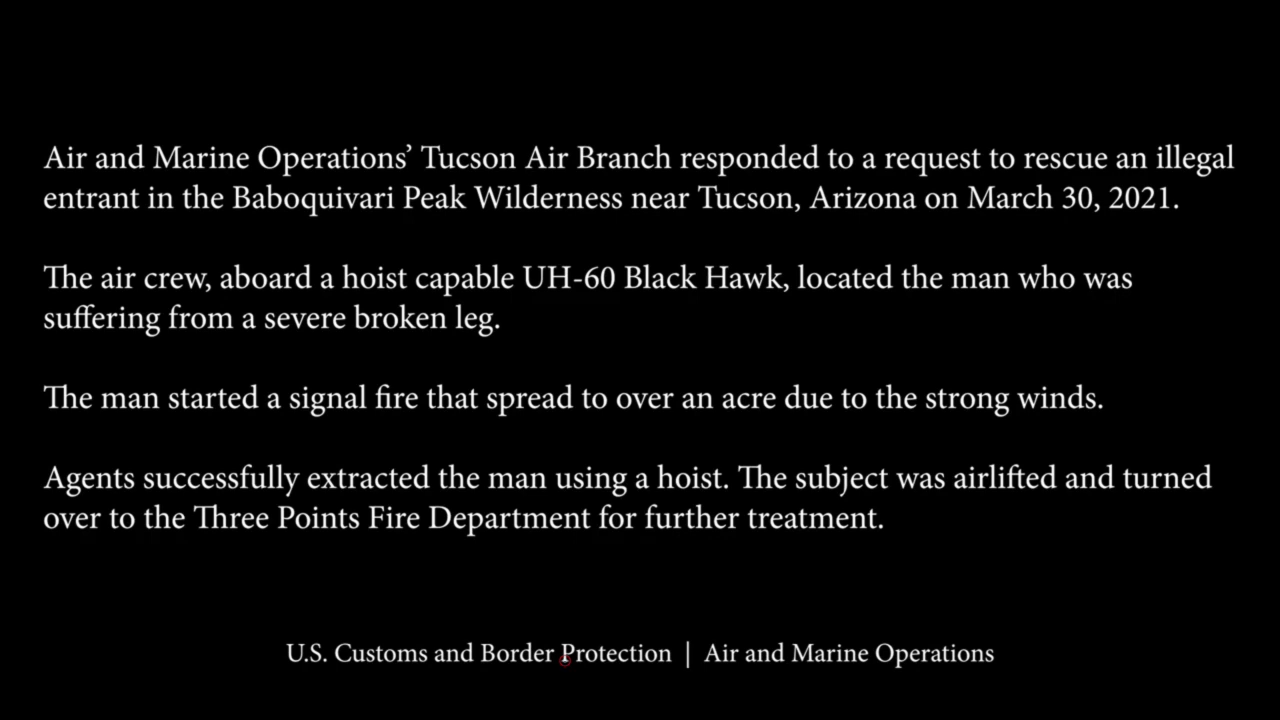 Air and Marine Operations’ Tucson Air Branch responded to a request to rescue an illegal
entrant in the Baboquivari Peak Wilderness near Tucson, Arizona on March 30, 2021.
The air crew, aboard a hoist capable UH-60 Black Hawk, located the man who was
suffering from a severe broken leg.
The man started a signal fire that spread to over an acre due to the strong winds.
Agents successfully extracted the man using a hoist. The subject was airlifted and turned
over to the Three Points Fire Department for further treatment.
U.S. Customs and Border Protection | Air and Marine Operations